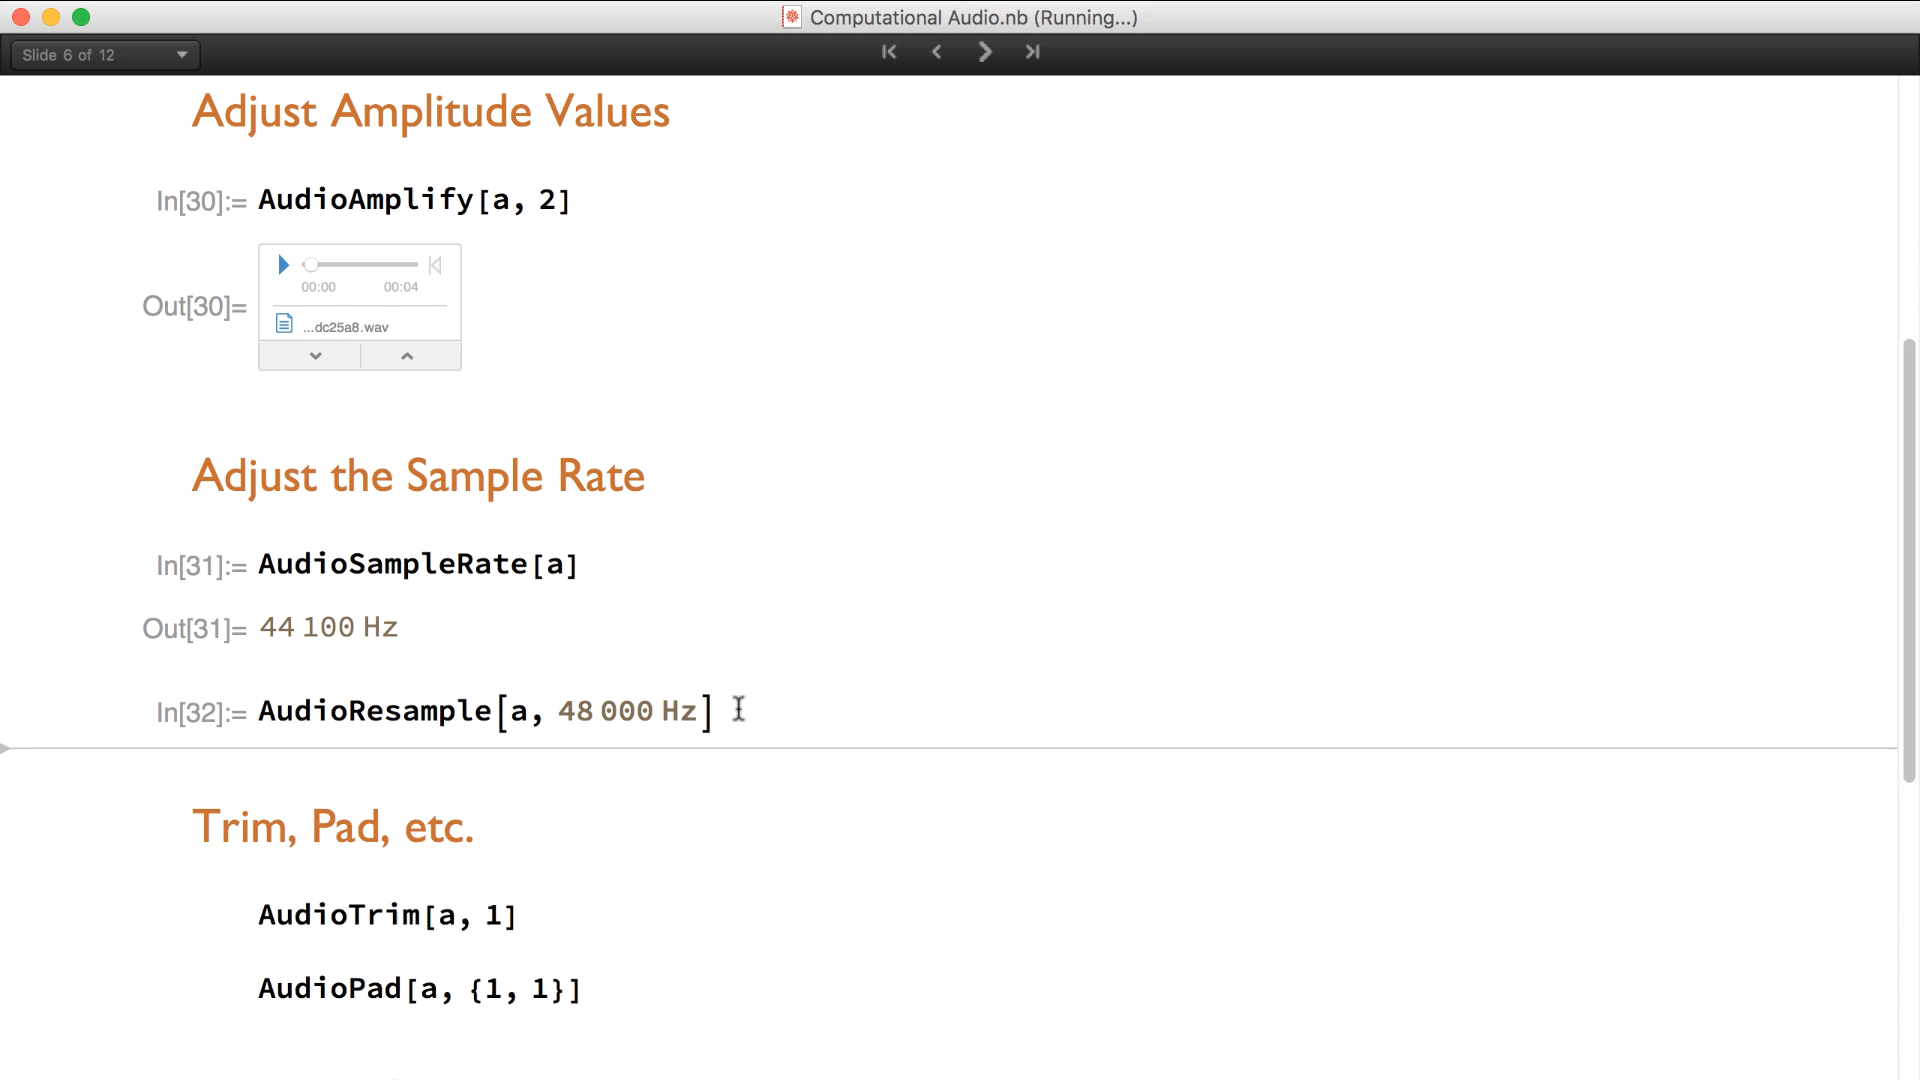 Computational Audio.nb (Running...)
Slide 6 of 12
Adjust Amplitude Values
In[30]:= AudioAmplify[a, 2]
00:00 00:04
Out[30]=
...dc25a8.wav
Adjust the Sample Rate
In[31]:= AudioSampleRate[a]
Out[31]= 44 100 Hz
In[32]:= AudioResample[a, 48 000 Hz]
Trim, Pad, etc.
AudioTrim[a, 1]
AudioPad[a, {1, 1}]